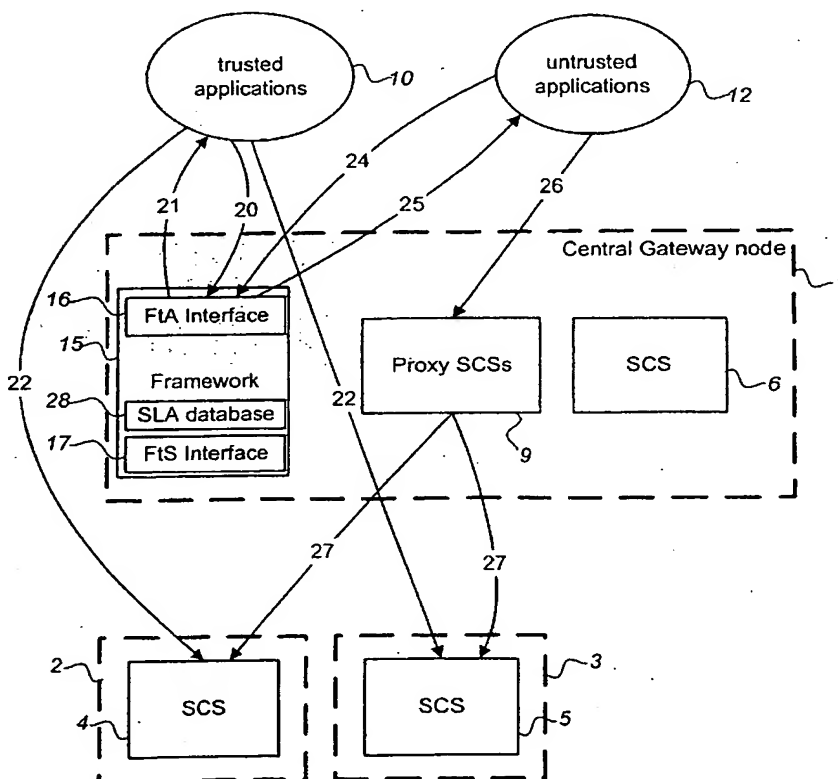 trusted
applications
10
untrusted
applications
12
24
21
20
25
26
Central Gateway node
16
FtA Interface
15
Framework
28
SLA database
17
FtS Interface
22
Proxy SCSs
9
SCS
6
22
27
27
2
SCS
4
3
SCS
5